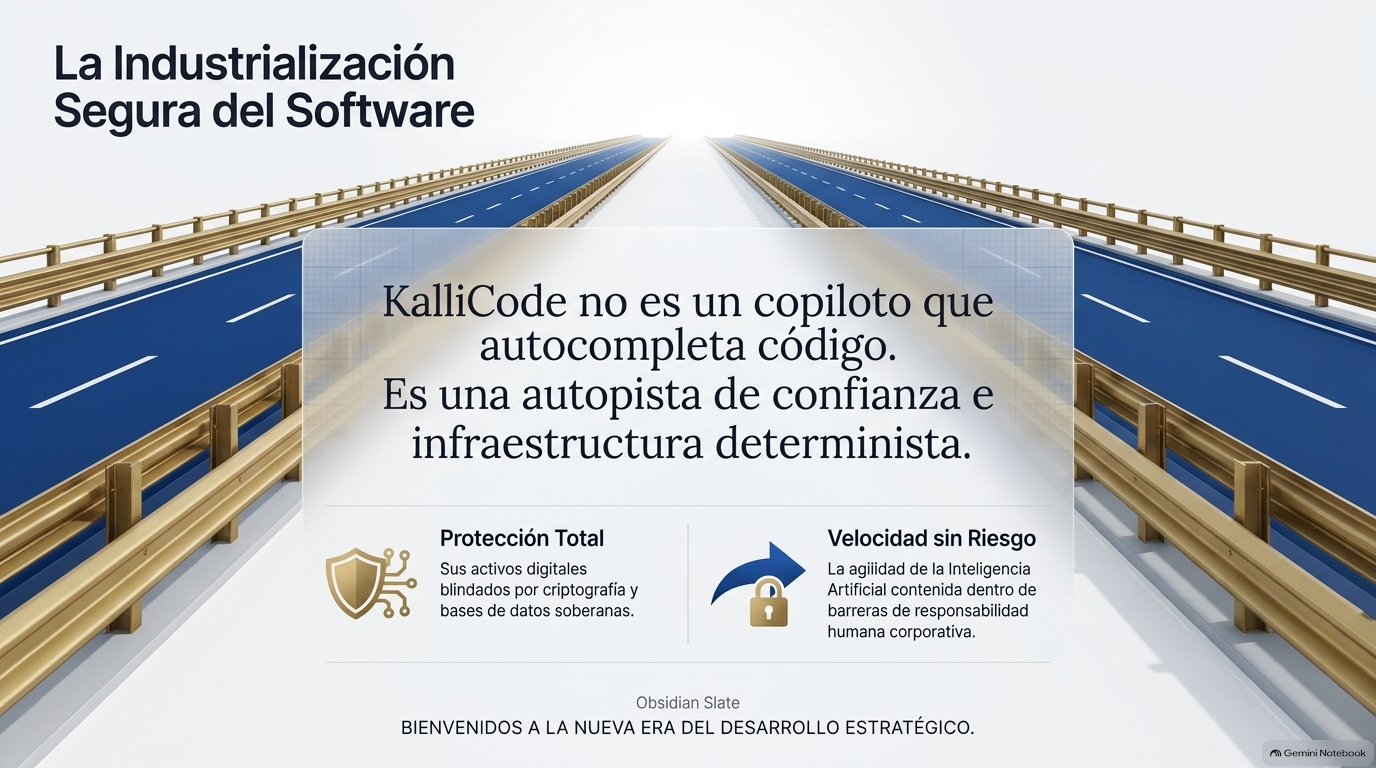 La Industrialización
Segura del Software
KalliCode no es un copiloto que
autocompleta código.
Es una autopista de confianza e
infraestructura determinista.
Protección Total
Sus activos digitales
blindados por criptografía y
bases de datos soberanas.
Velocidad sin Riesgo
La agilidad de la Inteligencia
Artificial contenida dentro de
barreras de responsabilidad
humana corporativa.
Obsidian Slate
BIENVENIDOS A LA NUEVA ERA DEL DESARROLLO ESTRATÉGICO.
Gemini Notebook